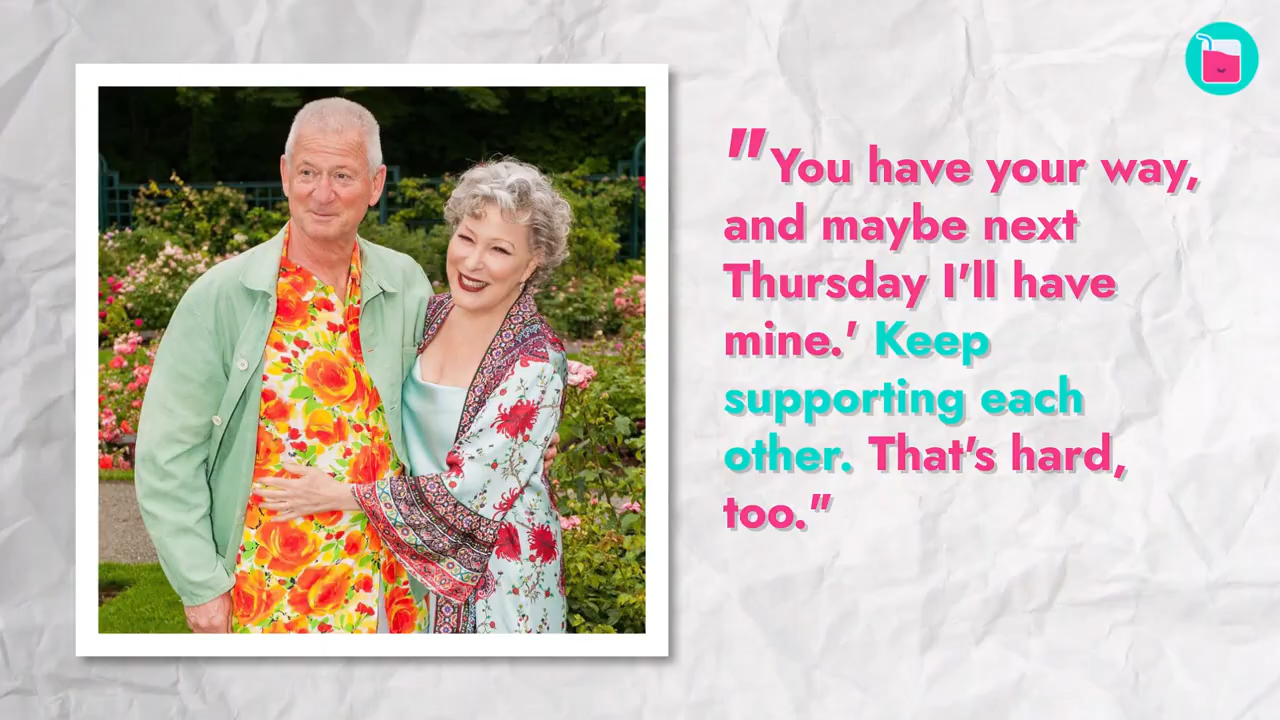 "You have your way,
and maybe next
Thursday I'll have
mine.' Keep
supporting each
other. That's hard,
too."